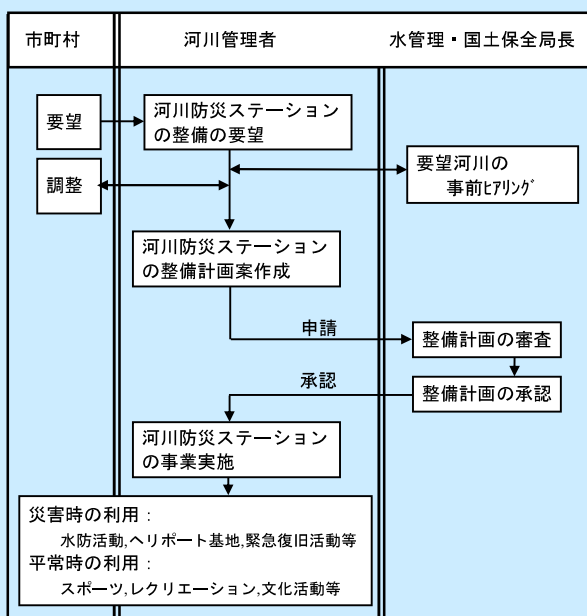 市町村
河川管理者
水管理・国土保全局長
要望
河川防災ステーション
の整備の要望
調整
要望河川の
事前ﾋｱﾘﾝｸﾞ
河川防災ステーション
の整備計画案作成
申請
整備計画の審査
承認
整備計画の承認
河川防災ステーション
の事業実施
災害時の利用：
水防活動,ヘリポート基地,緊急復旧活動等
平常時の利用：
スポーツ,レクリエーション,文化活動等